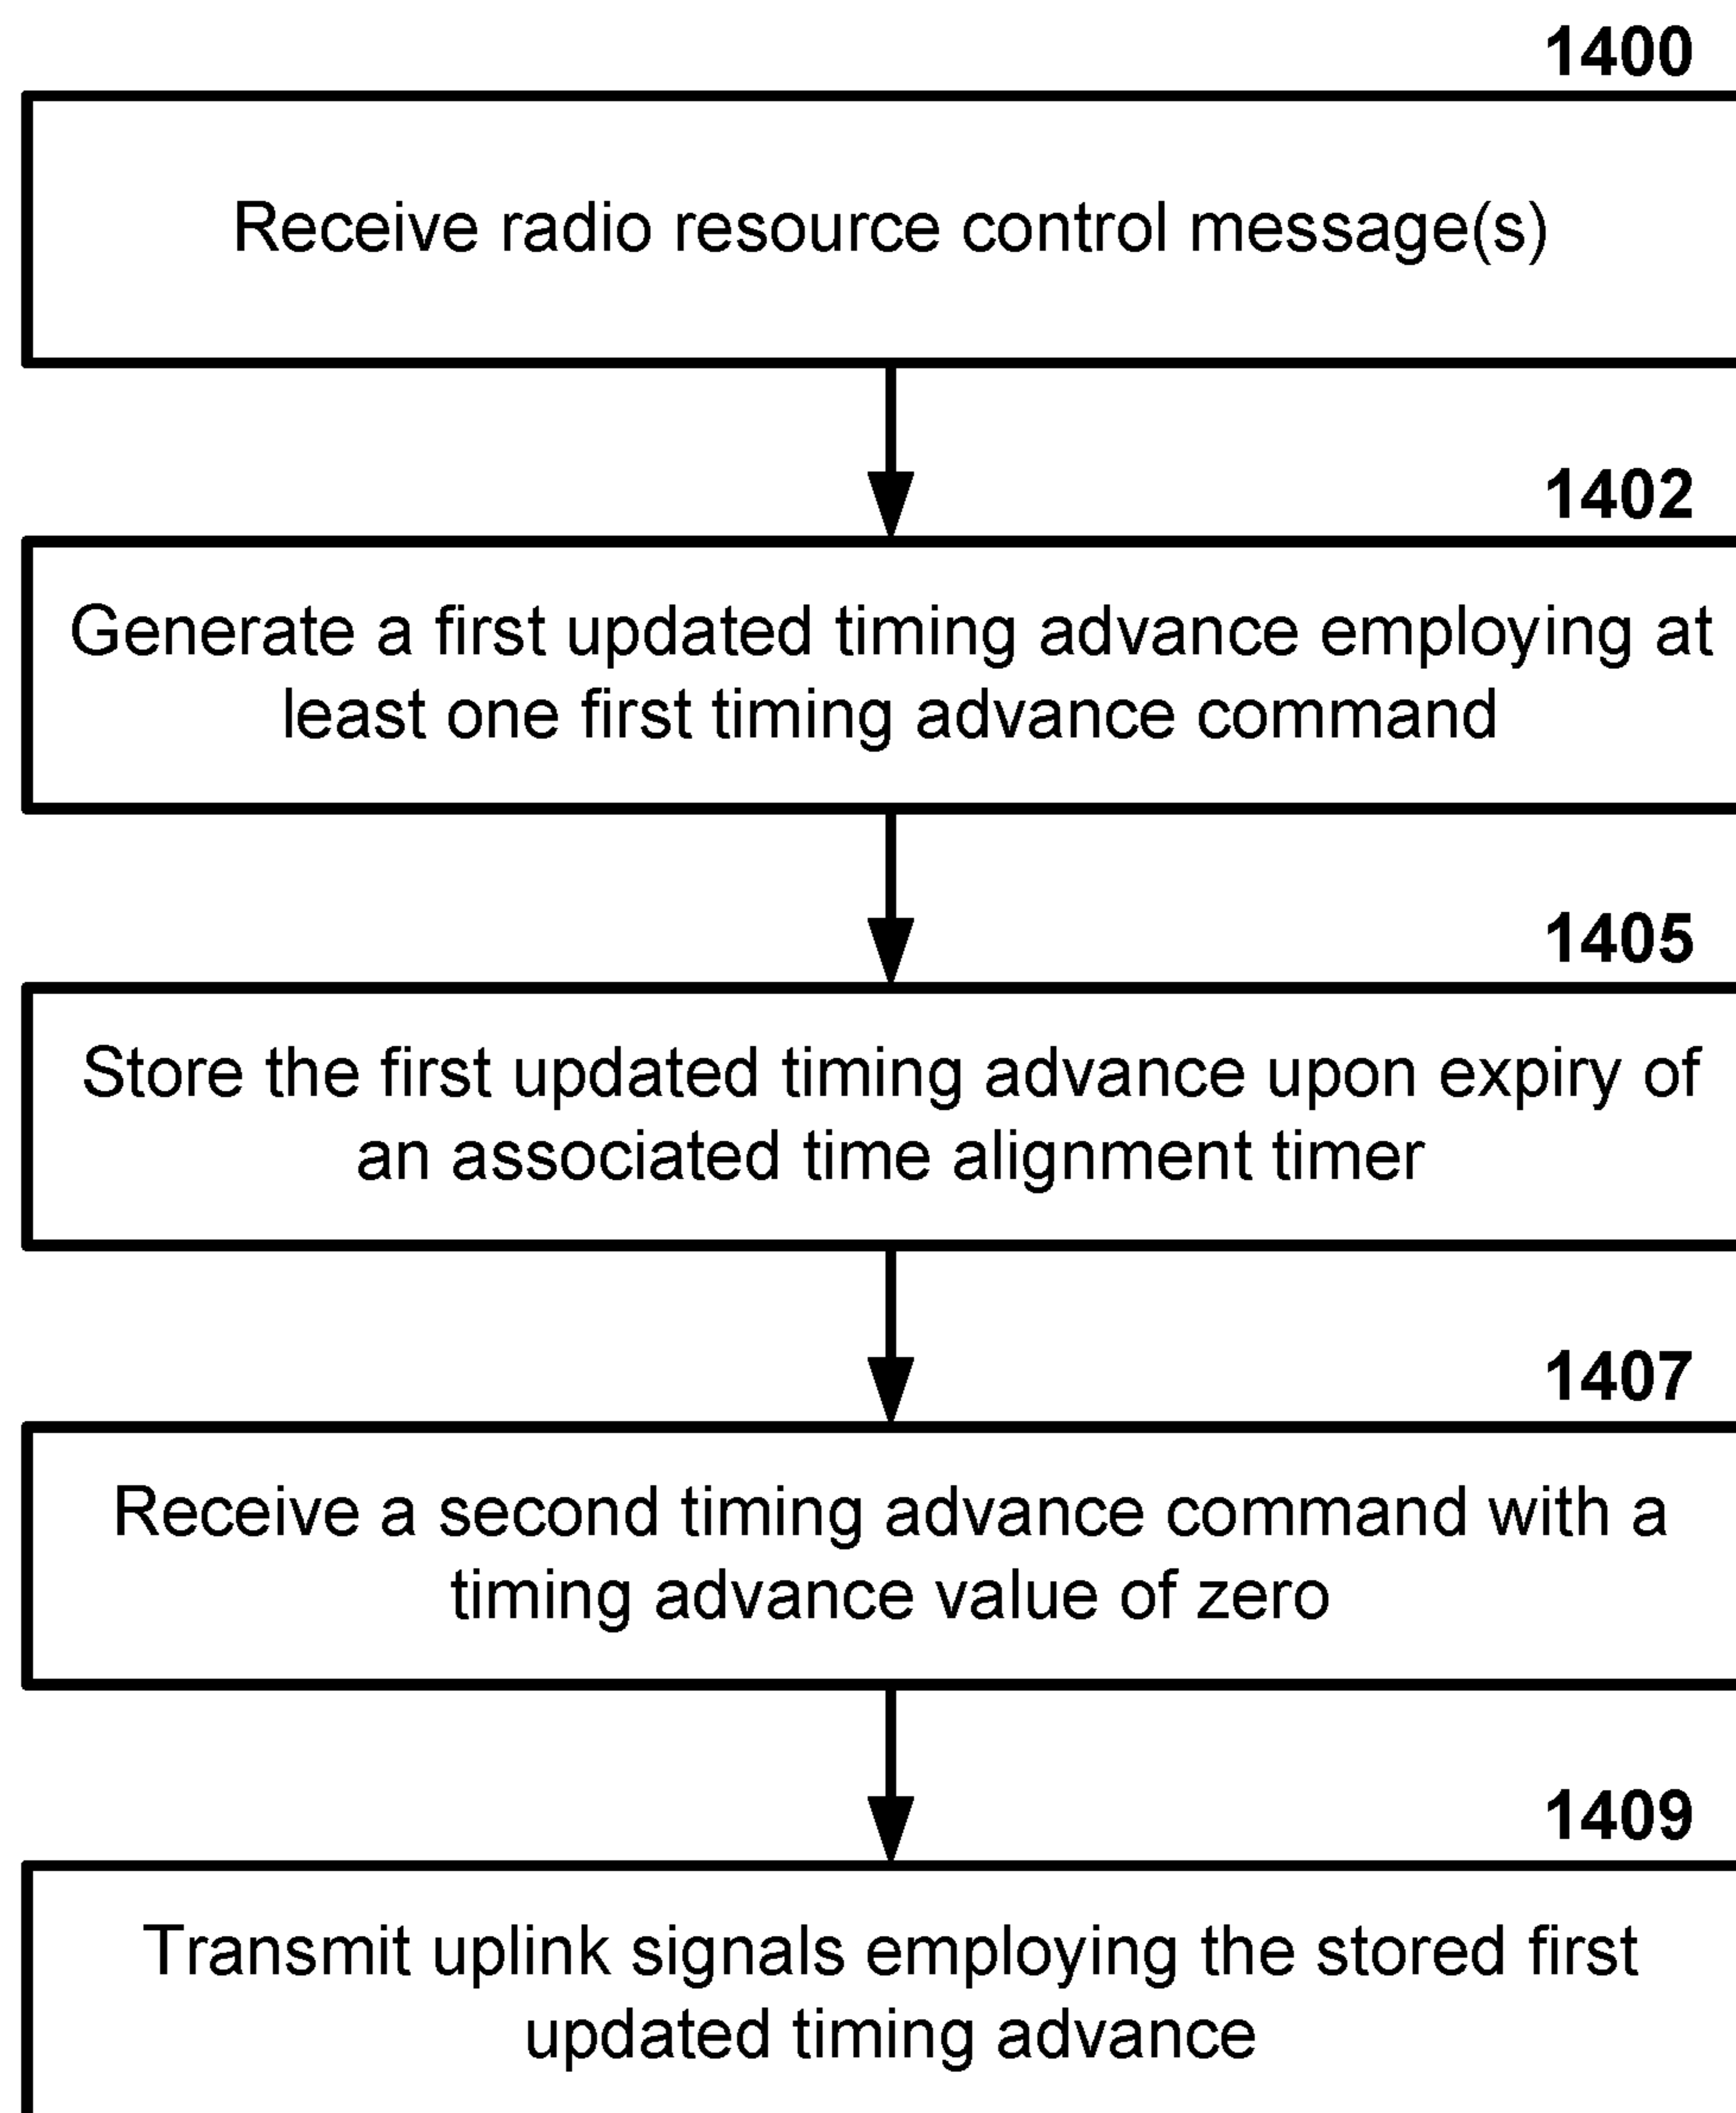 1400
Receive radio resource control message(s)
1402
Generate a first updated timing advance employing at
least one first timing advance command
1405
Store the first updated timing advance upon expiry of
an associated time alignment timer
1407
Receive a second timing advance command with a
timing advance value of zero
1409
Transmit uplink signals employing the stored first
updated timing advance